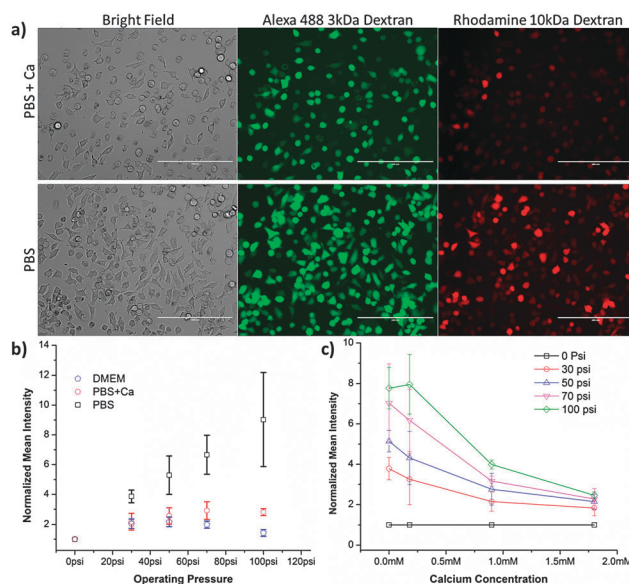 a)
Bright Field
Alexa 488 3kDa Dextran
Rhodamine 10kDa Dextran
PBS + Ca
PBS
b)
Normalized Mean Intensity
14
12
10
8
6
4
2
DMEM
PBS+Ca
PBS
0psi
20psi
40psi
60psi
80psi
100psi
120psi
Operating Pressure
c)
Normalized Mean Intensity
10
8
6
4
2
0
0 Psi
30 psi
50 psi
70 psi
100 psi
0.0mM
0.5mM
1.0mM
1.5mM
2.0mM
Calcium Concentration